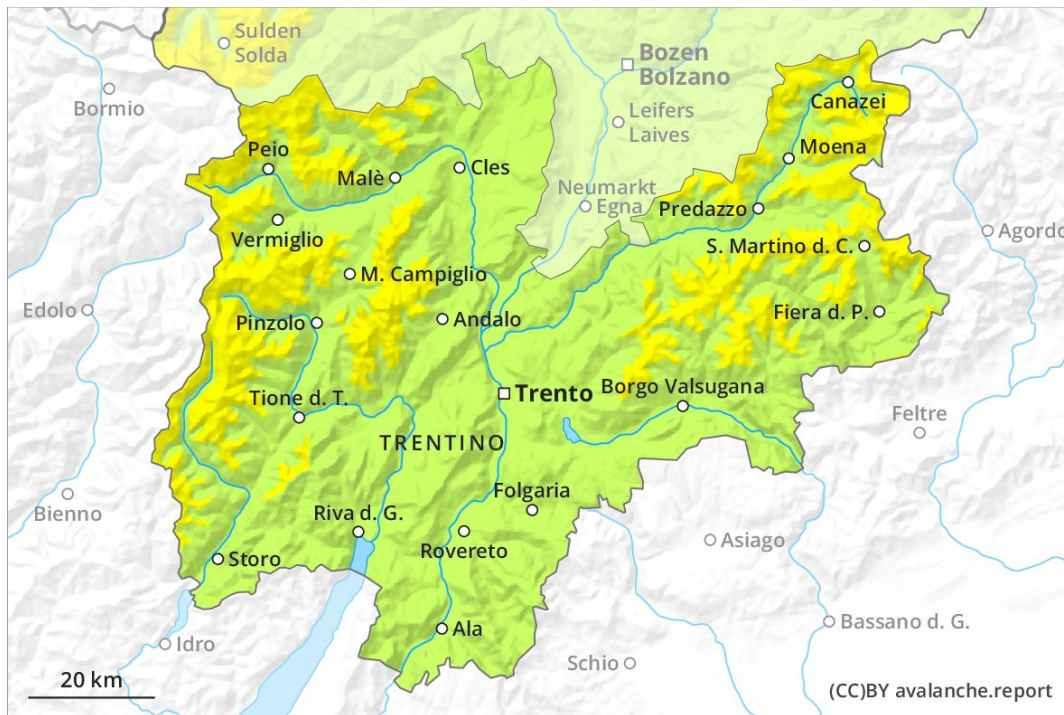 Sulden
Solda
Bozen
Bolzano
Bormio
Canazei
Leifers
Laives
Peio
Malè
Cles
Moena
Neumarkt
Egna
Predazzo
Vermiglio
S. Martino d. C.
Agordo
M. Campiglio
Edolo
Pinzolo
Andalo
Fiera d. P.
Tione d. T.
Trento
Borgo Valsugana
Feltre
TRENTINO
Bienno
Folgaria
Riva d. G.
Rovereto
Asiago
Storo
Idro
Ala
Bassano d. G.
Schio
20 km
(CC)BY avalanche.report